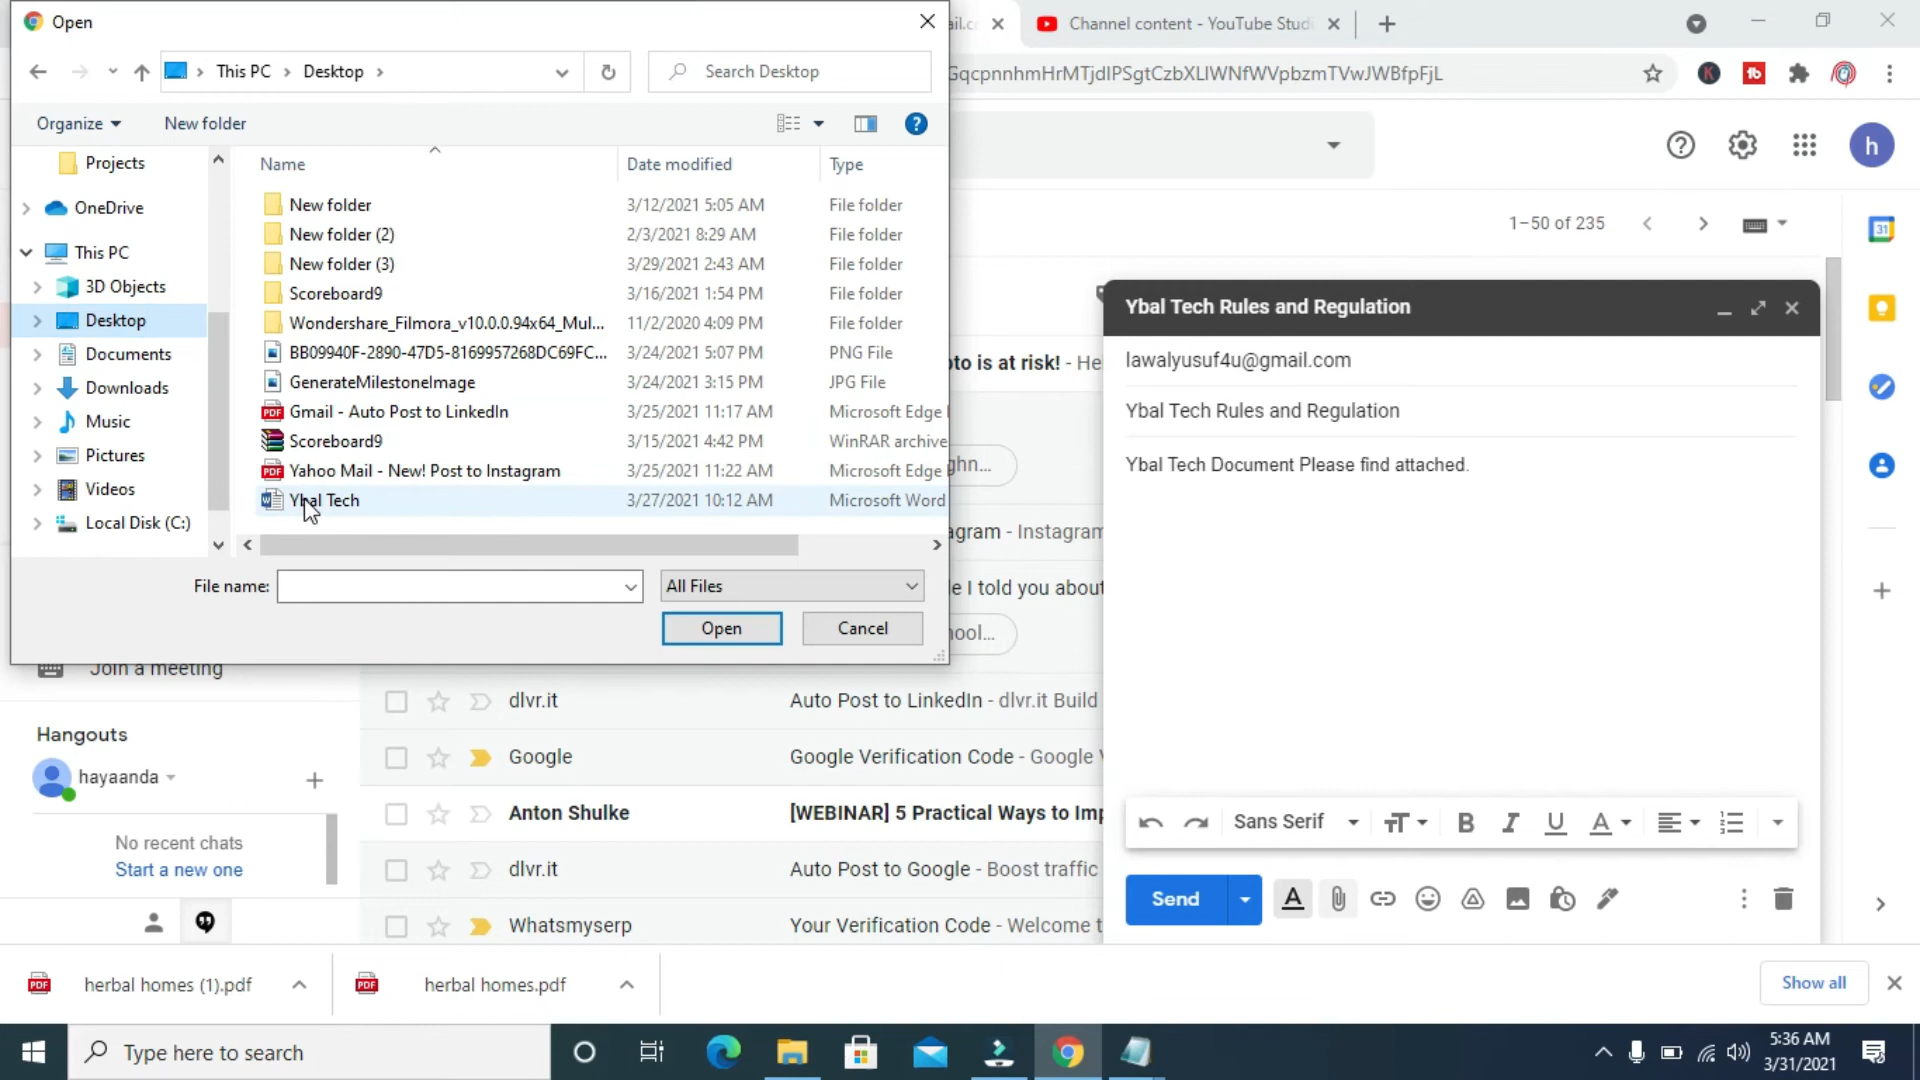 Open
ail.c
Channel content - YouTube Studi
This PC
Desktop
Search Desktop
GqcpnnhmHrMTjdIPSgtCzbXLlWNfWVpbzmTVwJWBfpFjL
Organize
New folder
h
Projects
OneDrive
This PC
3D Objects
Desktop
Documents
Downloads
Music
Pictures
Videos
Local Disk (C:)
Name
Date modified
Type
New folder 3/12/2021 5:05 AM File folder
New folder (2) 2/3/2021 8:29 AM File folder
New folder (3) 3/29/2021 2:43 AM File folder
Scoreboard9 3/16/2021 1:54 PM File folder
Wondershare_Filmora_v10.0.0.94x64_Mul... 11/2/2020 4:09 PM File folder
BB09940F-2890-47D5-8169957268DC69FC... 3/24/2021 5:07 PM PNG File
GenerateMilestoneImage 3/24/2021 3:15 PM JPG File
Gmail - Auto Post to LinkedIn 3/25/2021 11:17 AM Microsoft Edge
Scoreboard9 3/15/2021 4:42 PM WinRAR archive
Yahoo Mail - New! Post to Instagram 3/25/2021 11:22 AM Microsoft Edge
Ybal Tech 3/27/2021 10:12 AM Microsoft Word
File name:
All Files
Open
Cancel
1–50 of 235
31
oto is at risk! - He
ghn...
agram - Instagram
le I told you about
ool...
Ybal Tech Rules and Regulation
lawalyusuf4u@gmail.com
Ybal Tech Rules and Regulation
Ybal Tech Document Please find attached.
Sans Serif
Send
Join a meeting
Hangouts
hayaanda
No recent chats
Start a new one
dlvr.it Auto Post to LinkedIn - dlvr.it Build
Google Google Verification Code - Google
Anton Shulke [WEBINAR] 5 Practical Ways to Imp
dlvr.it Auto Post to Google - Boost traffic
Whatsmyserp Your Verification Code - Welcome t
PDF
herbal homes (1).pdf
PDF
herbal homes.pdf
Show all
Type here to search
5:36 AM
3/31/2021